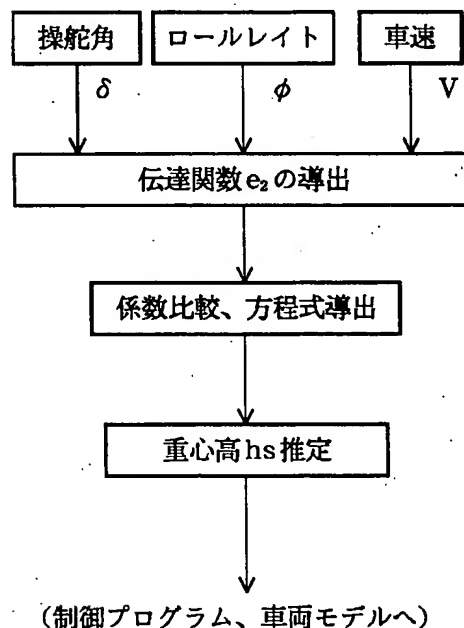 操舵角 ロールレイト 車速
δ φ V
伝達関数e₂の導出
係数比較、方程式導出
重心高hs推定
(制御プログラム、車両モデルへ)